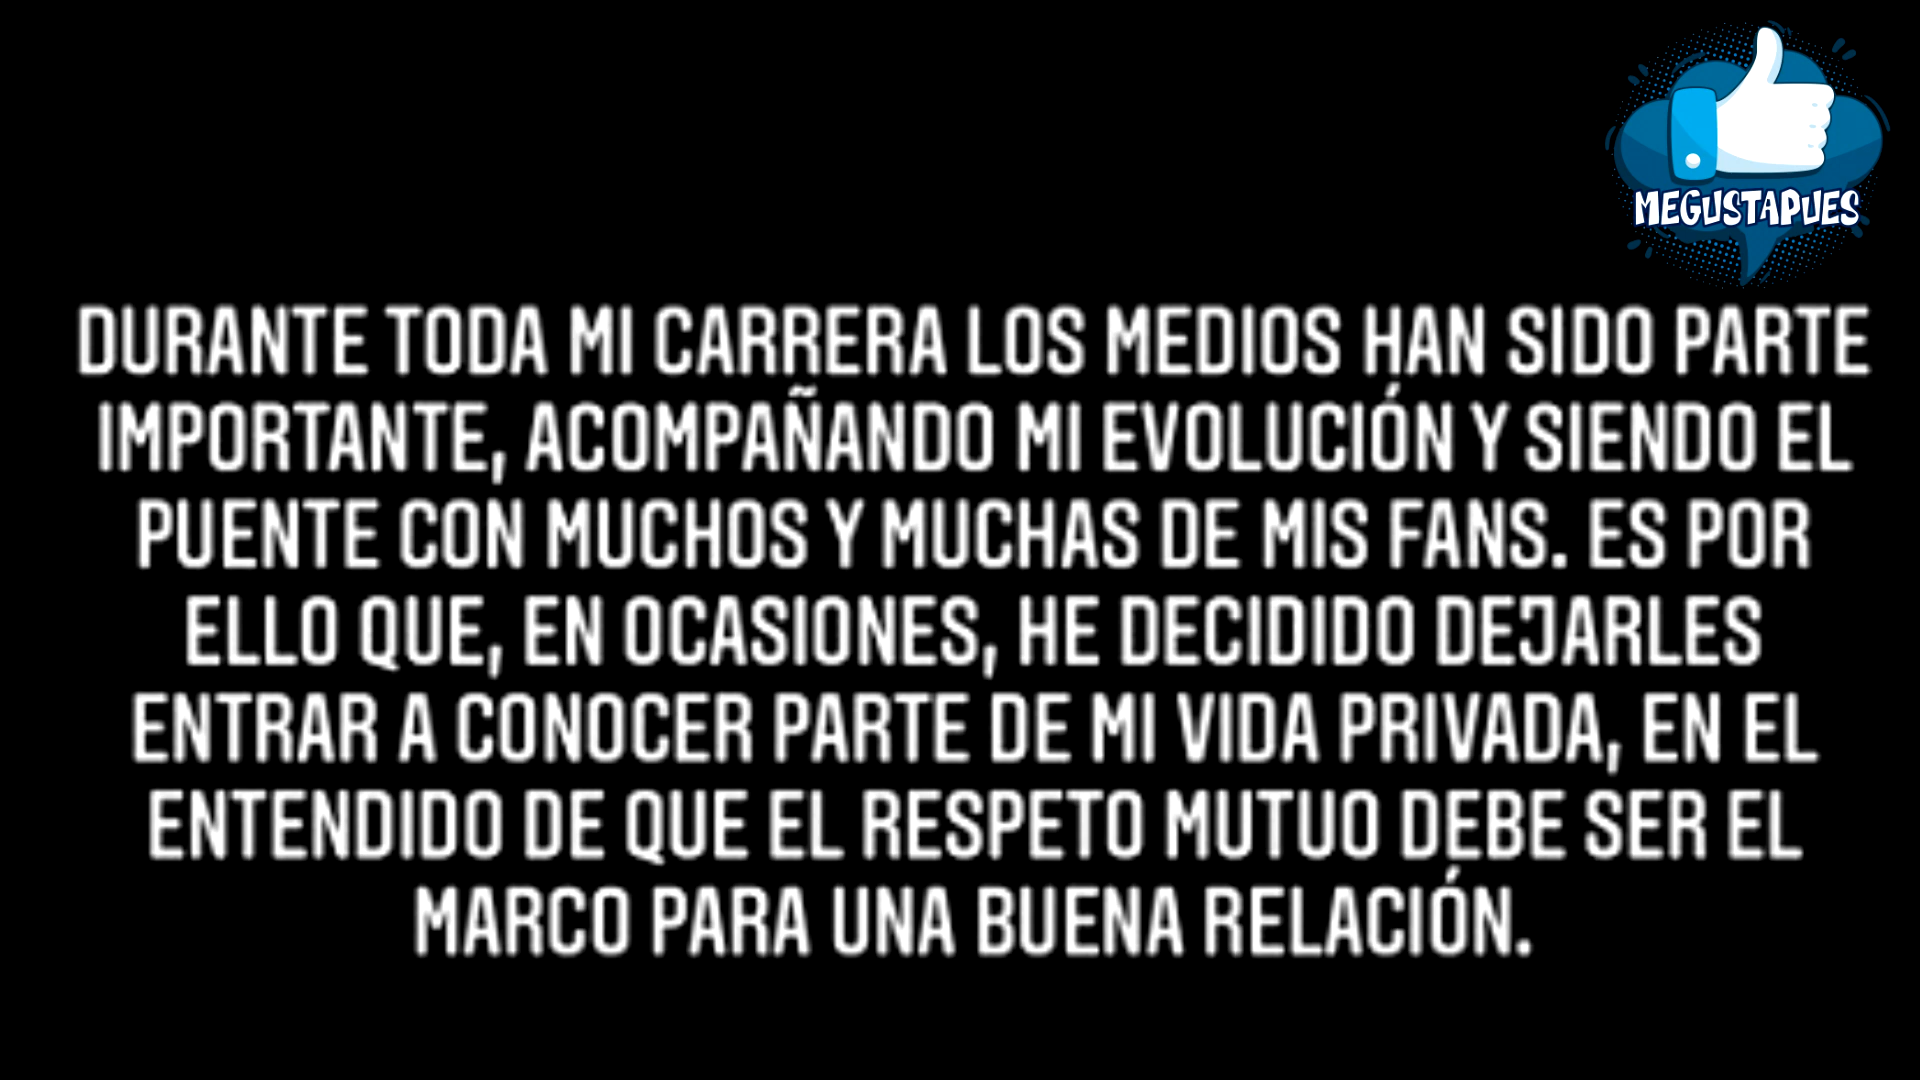 MEGUSTAPUES
DURANTE TODA MI CARRERA LOS MEDIOS HAN SIDO PARTE
IMPORTANTE, ACOMPAÑANDO MI EVOLUCIÓN Y SIENDO EL
PUENTE CON MUCHOS Y MUCHAS DE MIS FANS. ES POR
ELLO QUE, EN OCASIONES, HE DECIDIDO DEJARLES
ENTRAR A CONOCER PARTE DE MI VIDA PRIVADA, EN EL
ENTENDIDO DE QUE EL RESPETO MUTUO DEBE SER EL
MARCO PARA UNA BUENA RELACIÓN.